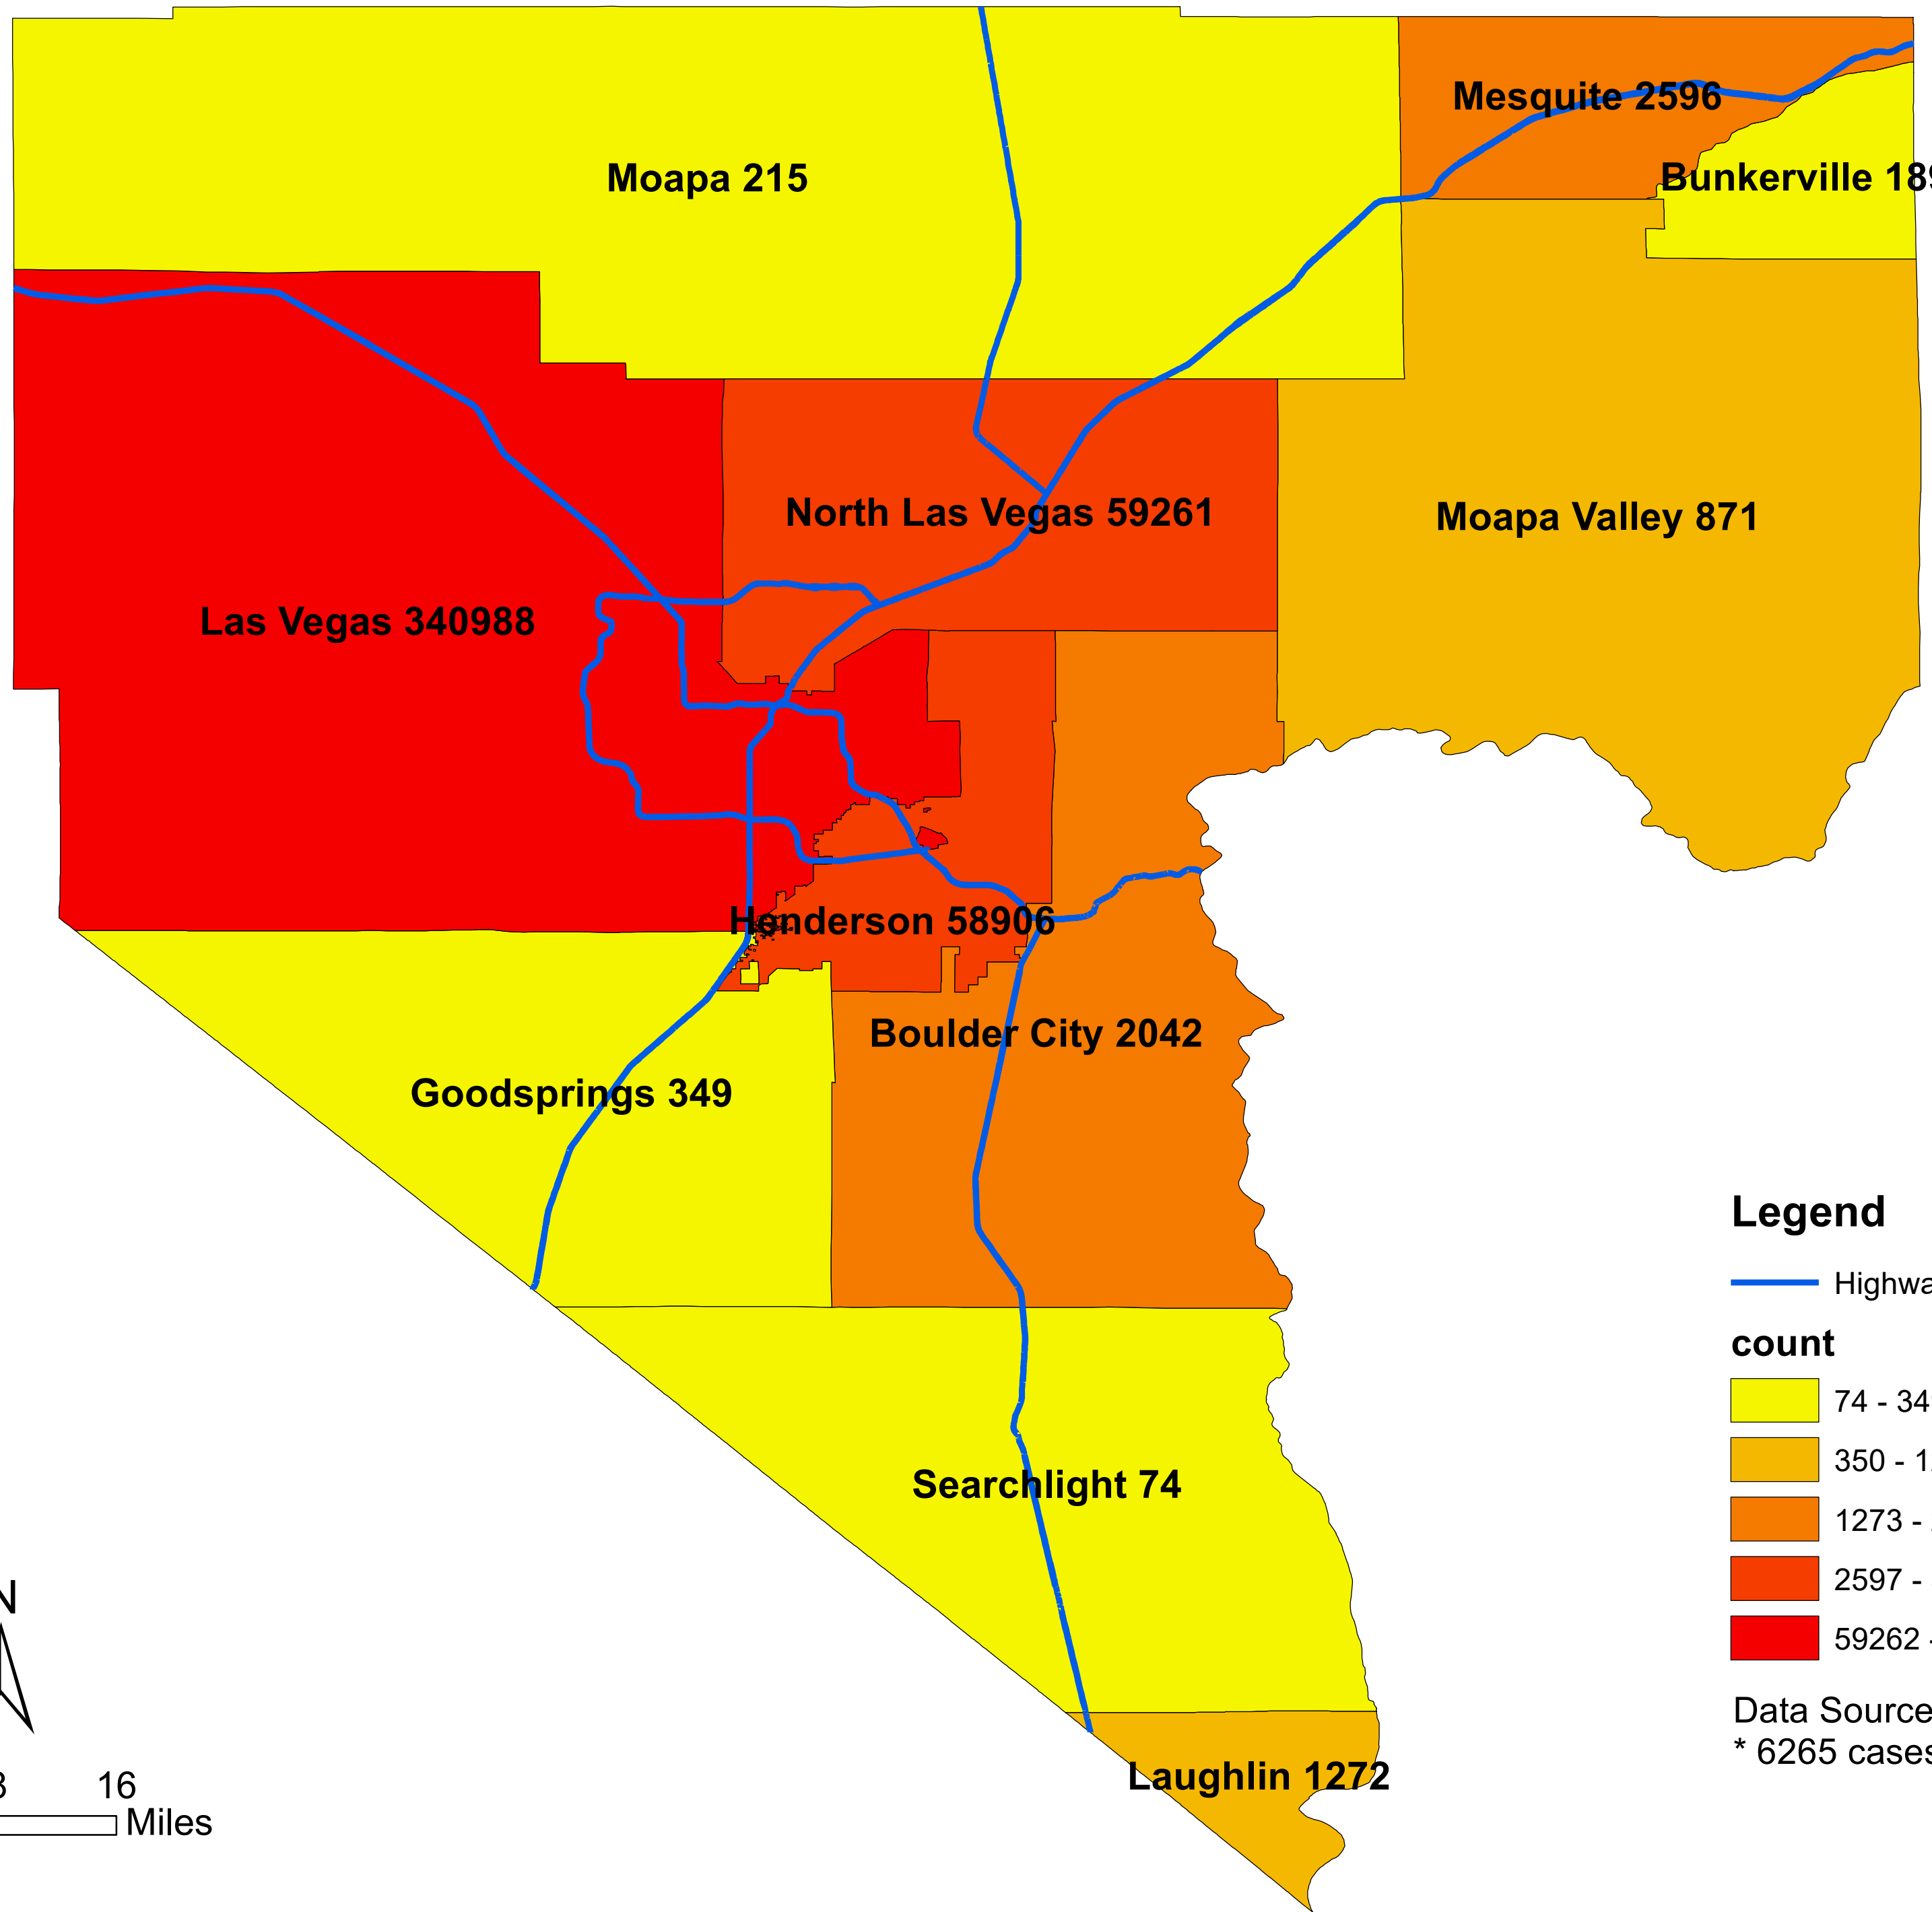 Mesquite 2596
Moapa 215
Bunkerville 189
North Las Vegas 59261
Moapa Valley 871
Las Vegas 340988
Henderson 58906
Boulder City 2042
Goodsprings 349
Legend
Highwa
count
74 - 34
350 - 1
1273 -
Searchlight 74
2597 -
N
59262 -
Data Source
* 6265 cases
Laughlin 1272
16
Miles